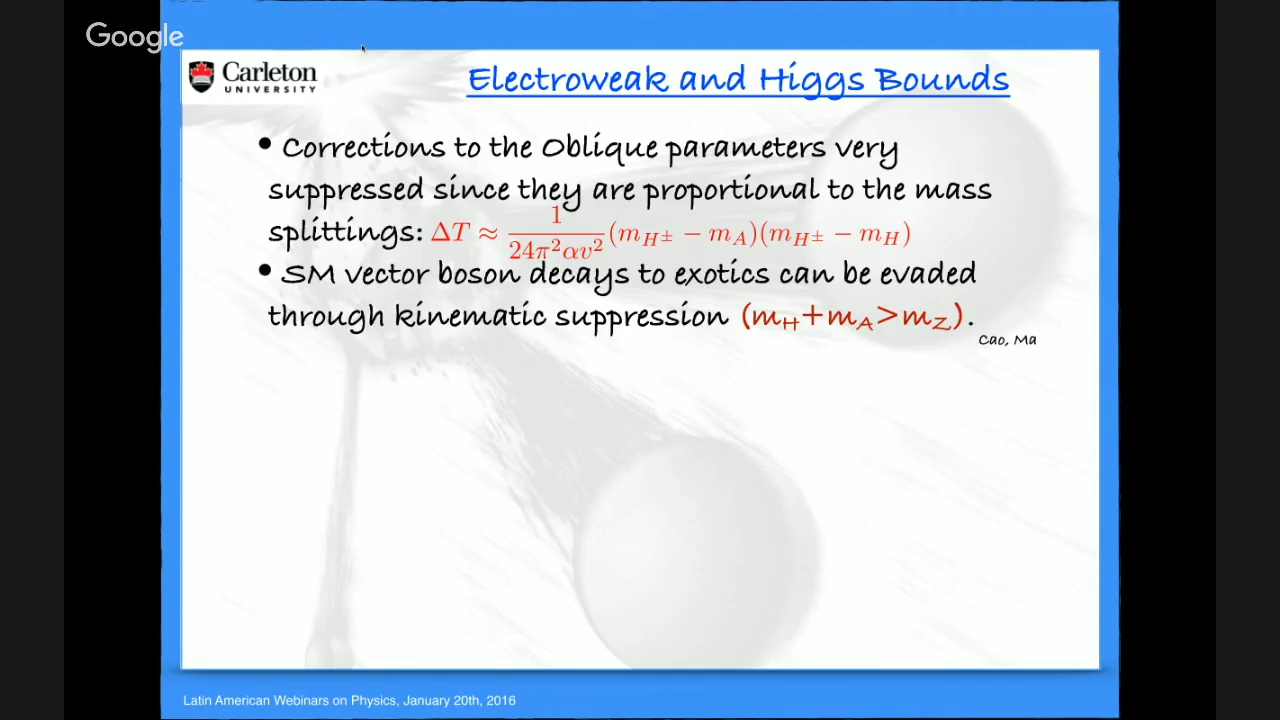 Google
Carleton
UNIVERSITY
Electroweak and Higgs Bounds
• Corrections to the Oblique parameters very
suppressed since they are proportional to the mass
splittings: ΔT ≈ \frac{1}{24π²αv²}(m_{H^±} − m_A)(m_{H^±} − m_H)
• SM vector boson decays to exotics can be evaded
through kinematic suppression (m_H+m_A>m_Z).
Cao, Ma
Latin American Webinars on Physics, January 20th, 2016